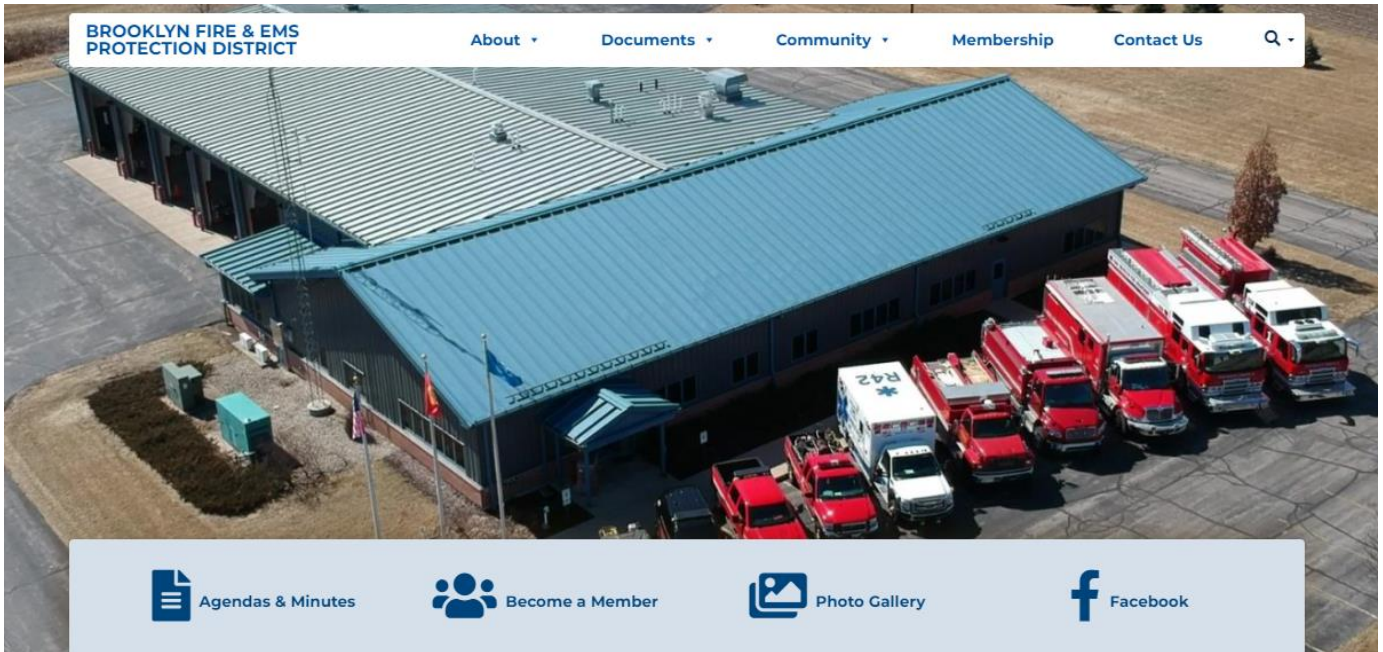 BROOKLYN FIRE & EMS
PROTECTION DISTRICT
About
Documents
Community
Membership
Contact Us
R42
Agendas & Minutes
Become a Member
Photo Gallery
Facebook